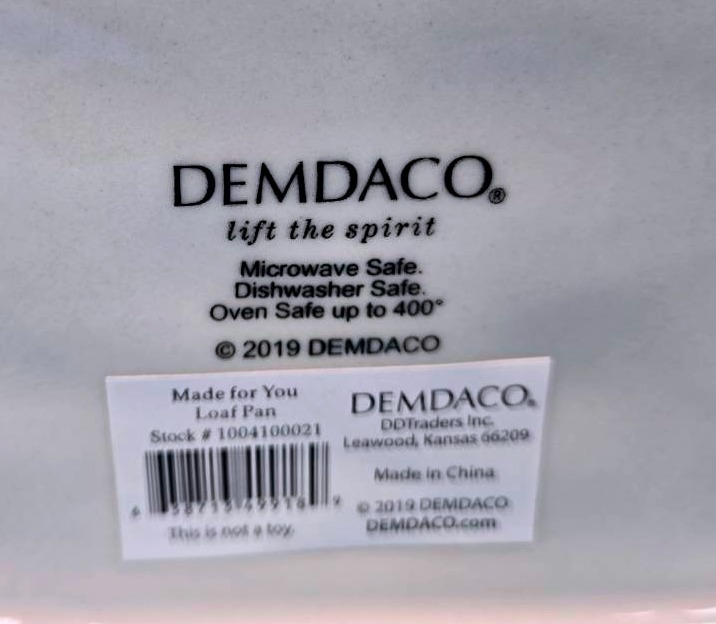 DEMDACO®
lift the spirit
Microwave Safe.
Dishwasher Safe.
Oven Safe up to 400°
© 2019 DEMDACO
Made for You
Loaf Pan
Stock # 1004100021
This is not a toy.
DEMDACO®
DDTraders Inc.
Leawood, Kansas 66209
Made in China
© 2019 DEMDACO
DEMDACO.com